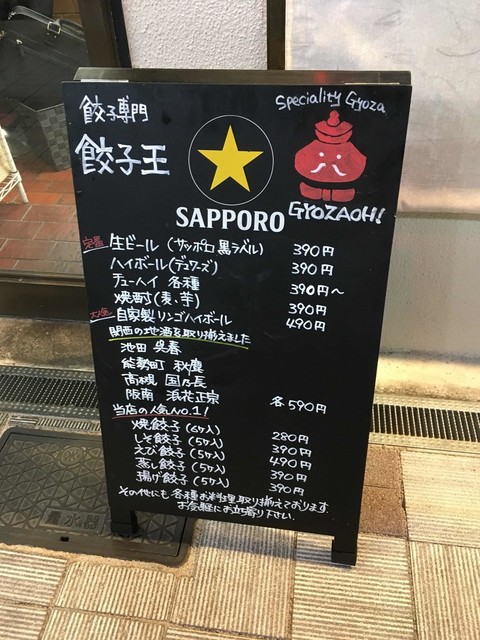 餃子専門
餃子王
Speciality Gyoza
GYOZAOH!
SAPPORO
定番 生ビール (サッポロ黒ラベル) 390円
ハイボール(デュワーズ) 390円
チューハイ 各種 390円～
焼酎(麦、芋) 390円
自家製リンゴハイボール 490円
関西の地酒を取り揃えました
池田 呉春
能勢町 秋鹿
高槻 国乃長
阪南 浪花正宗 各590円
当店の人気No.1!
焼餃子(6ヶ入) 280円
しそ餃子(5ヶ入) 390円
えび餃子(5ヶ入) 490円
蒸し餃子(5ヶ入) 390円
揚げ餃子(5ヶ入) 390円
その他にも各種お料理取り揃えております。
お気軽にお立ち寄り下さい。